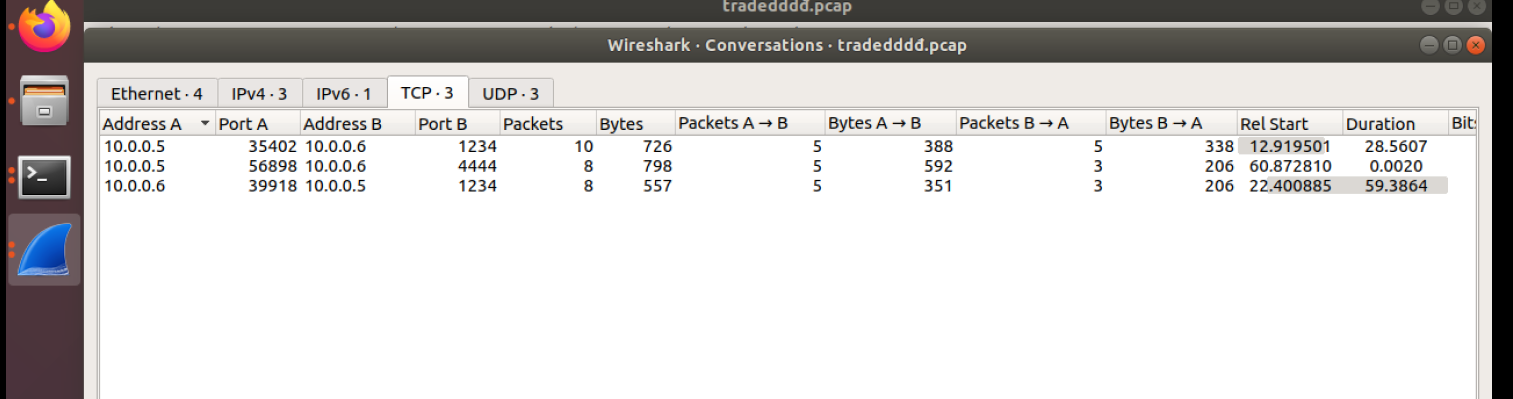 tradedddđ.pcap
Wireshark · Conversations · tradedddđ.pcap
Ethernet · 4 IPv4 · 3 IPv6 · 1 TCP · 3 UDP · 3
Address A Port A Address B Port B Packets Bytes Packets A → B Bytes A → B Packets B → A Bytes B → A Rel Start Duration
10.0.0.5 35402 10.0.0.6 1234 10 726 5 388 5 338 12.919501 28.5607
10.0.0.5 56898 10.0.0.6 4444 8 798 5 592 3 206 60.872810 0.0020
10.0.0.6 39918 10.0.0.5 1234 8 557 5 351 3 206 22.400885 59.3864